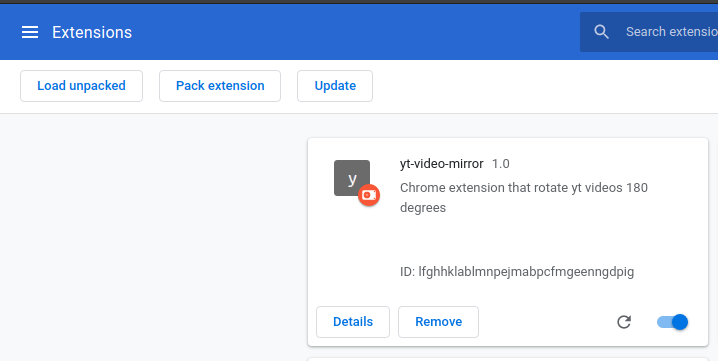 Extensions
Search extensio
Load unpacked
Pack extension
Update
y
yt-video-mirror 1.0
Chrome extension that rotate yt videos 180
degrees
ID: lfghhklablmnpejmabpcfmgeenngdpig
Details
Remove